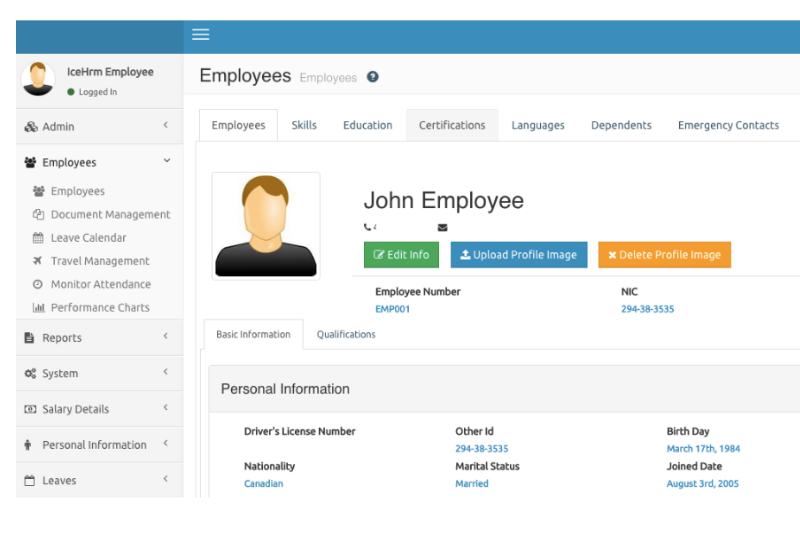 IceHrm Employee
Logged In
Admin
Employees
Employees
Document Management
Leave Calendar
Travel Management
Monitor Attendance
Performance Charts
Reports
System
Salary Details
Personal Information
Leaves
Employees Employees
Employees Skills Education Certifications Languages Dependents Emergency Contacts
John Employee
Edit Info Upload Profile Image Delete Profile Image
Employee Number NIC
EMP001 294-38-3535
Basic Information Qualifications
Personal Information
Driver's License Number Other Id Birth Day
294-38-3535 March 17th, 1984
Nationality Marital Status Joined Date
Canadian Married August 3rd, 2005